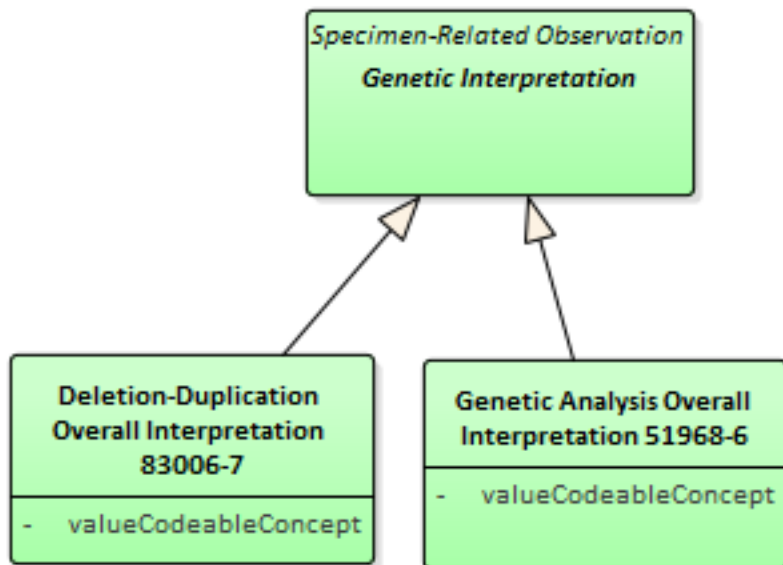 Specimen-Related Observation
Genetic Interpretation
Deletion-Duplication
Overall Interpretation
83006-7
- valueCodeableConcept
Genetic Analysis Overall
Interpretation 51968-6
- valueCodeableConcept